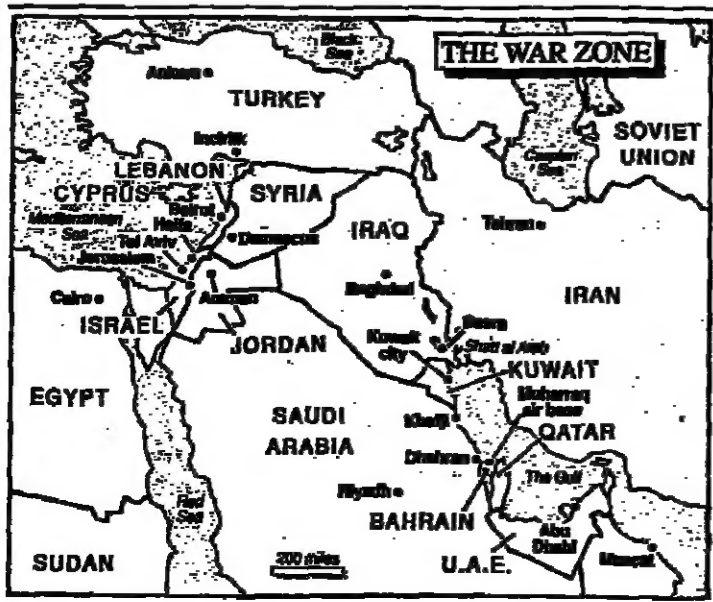 THE WAR ZONE
Black
Sea
Ankara
TURKEY
SOVIET
UNION
Caspian
Sea
Incirlik
LEBANON
CYPRUS
SYRIA
Beirut
Mediterranean
Sea
Haifa
Damascus
IRAQ
Teheran
Tel Aviv
Jerusalem
Baghdad
IRAN
Cairo
Amman
ISRAEL
JORDAN
Basra
Kuwait
city
Shatt al Arab
KUWAIT
EGYPT
Muharraq
air base
SAUDI
ARABIA
Khafji
QATAR
Dhahran
The Gulf
Riyadh
Red
Sea
BAHRAIN
Abu
Dhabi
200 miles
SUDAN
U.A.E.
Muscat